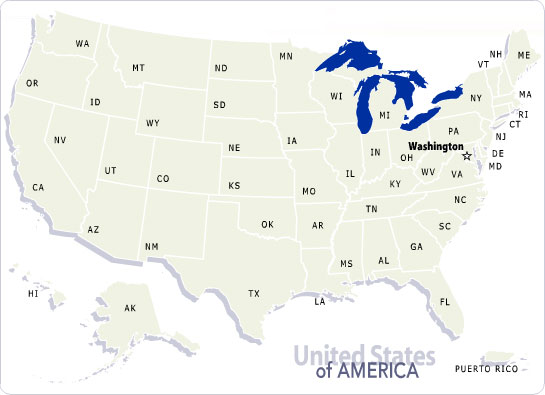 WA
MT
ND
MN
NH
ME
VT
OR
ID
SD
WI
MI
NY
MA
RI
CT
WY
IA
PA
NJ
NV
NE
Washington
UT
CO
IL
IN
OH
DE
MD
WV
VA
CA
KS
MO
KY
NC
AZ
OK
AR
TN
SC
NM
MS
AL
GA
TX
LA
FL
HI
AK
United States
of AMERICA
PUERTO RICO